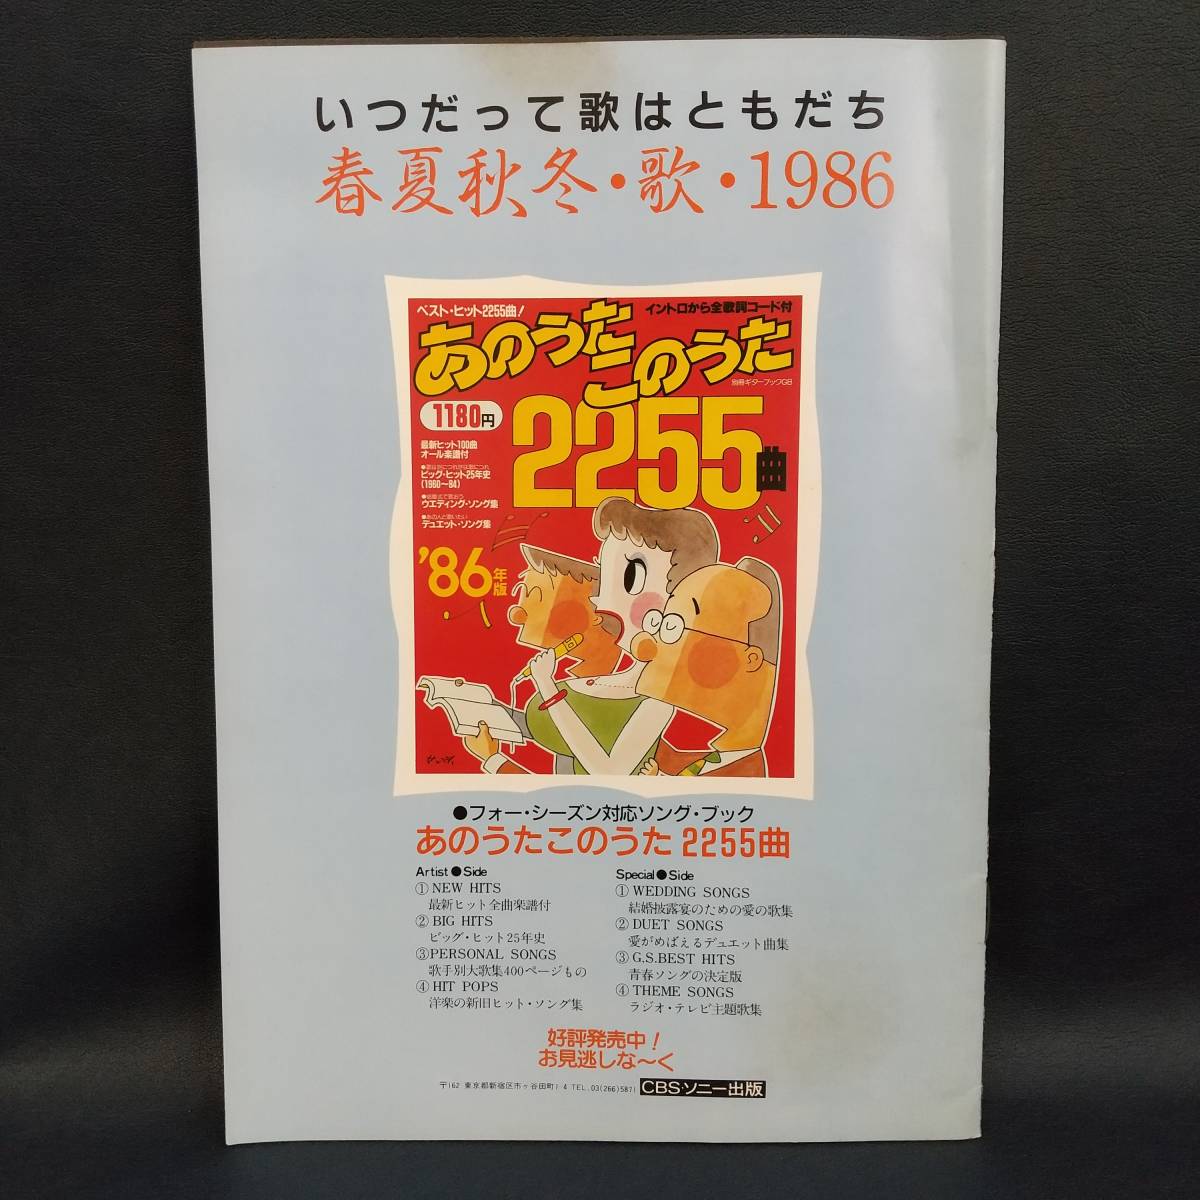 いつだって歌はともだち
春夏秋冬・歌・1986
ベスト・ヒット2255曲!
イントロから全歌詞コード付
あのうた
このうた
別冊ギターブックGB
1180円
2255曲
最新ヒット100曲
オール楽譜付
ビッグ・ヒット25年史
(1960〜84)
ウエディング・ソング集
●あの人と歌いたい
デュエット・ソング集
'86年版
●フォー・シーズン対応ソング・ブック
あのうたこのうた 2255曲
Artist ● Side
① NEW HITS
最新ヒット全曲楽譜付
② BIG HITS
ビッグ・ヒット25年史
③ PERSONAL SONGS
歌手別大歌集400ページもの
④ HIT POPS
洋楽の新旧ヒット・ソング集
Special ● Side
① WEDDING SONGS
結婚披露宴のための愛の歌集
② DUET SONGS
愛がめばえるデュエット曲集
③ G.S.BEST HITS
青春ソングの決定版
④ THEME SONGS
ラジオ・テレビ主題歌集
好評発売中!
お見逃しな〜く
〒162 東京都新宿区市ヶ谷田町1-4 TEL.03(266)5871 CBS・ソニー出版